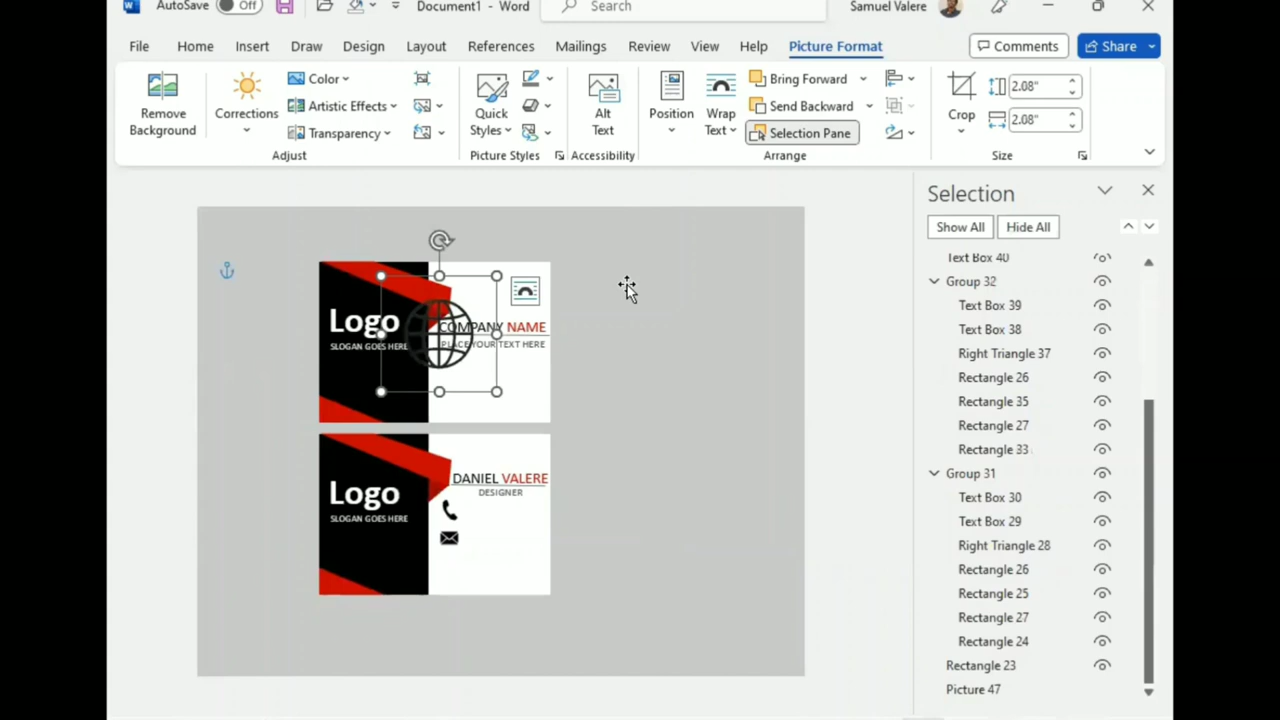 AutoSave Off Document1 - Word Search Samuel Valere
File Home Insert Draw Design Layout References Mailings Review View Help Picture Format Comments Share
Remove Background
Corrections
Color
Artistic Effects
Transparency
Adjust
Quick Styles
Picture Styles
Alt Text
Accessibility
Position
Wrap Text
Bring Forward
Send Backward
Selection Pane
Arrange
Crop
2.08"
2.08"
Size
Logo
SLOGAN GOES HERE
COMPANY NAME
PLACE YOUR TEXT HERE
Logo
SLOGAN GOES HERE
DANIEL VALERE
DESIGNER
Selection
Show All Hide All
Text Box 40
Group 32
Text Box 39
Text Box 38
Right Triangle 37
Rectangle 26
Rectangle 35
Rectangle 27
Rectangle 33
Group 31
Text Box 30
Text Box 29
Right Triangle 28
Rectangle 26
Rectangle 25
Rectangle 27
Rectangle 24
Rectangle 23
Picture 47